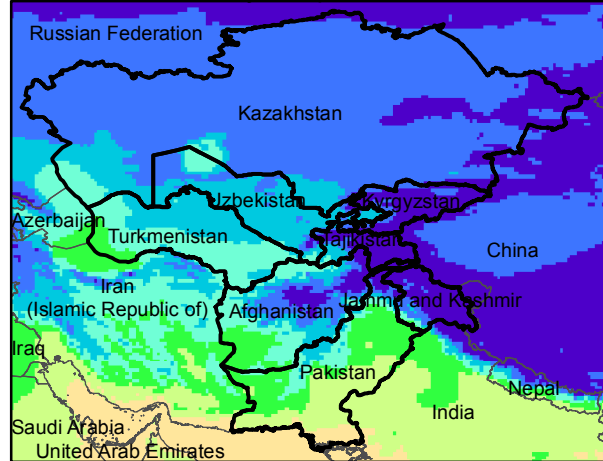 Russian Federation
Kazakhstan
Uzbekistan
Kyrgyzstan
Azerbaijan
Turkmenistan
Tajikistan
China
Iran
(Islamic Republic of)
Afghanistan
Jammu and Kashmir
Iraq
Pakistan
Nepal
India
Saudi Arabia
United Arab Emirates